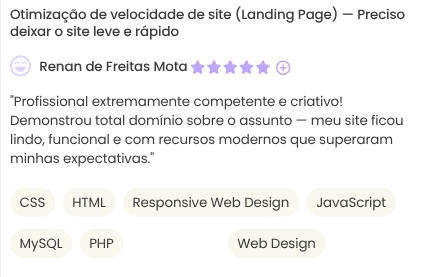 Otimização de velocidade de site (Landing Page) — Preciso
deixar o site leve e rápido
Renan de Freitas Mota
"Profissional extremamente competente e criativo!
Demonstrou total domínio sobre o assunto — meu site ficou
lindo, funcional e com recursos modernos que superaram
minhas expectativas."
CSS HTML Responsive Web Design JavaScript
MySQL PHP Web Design